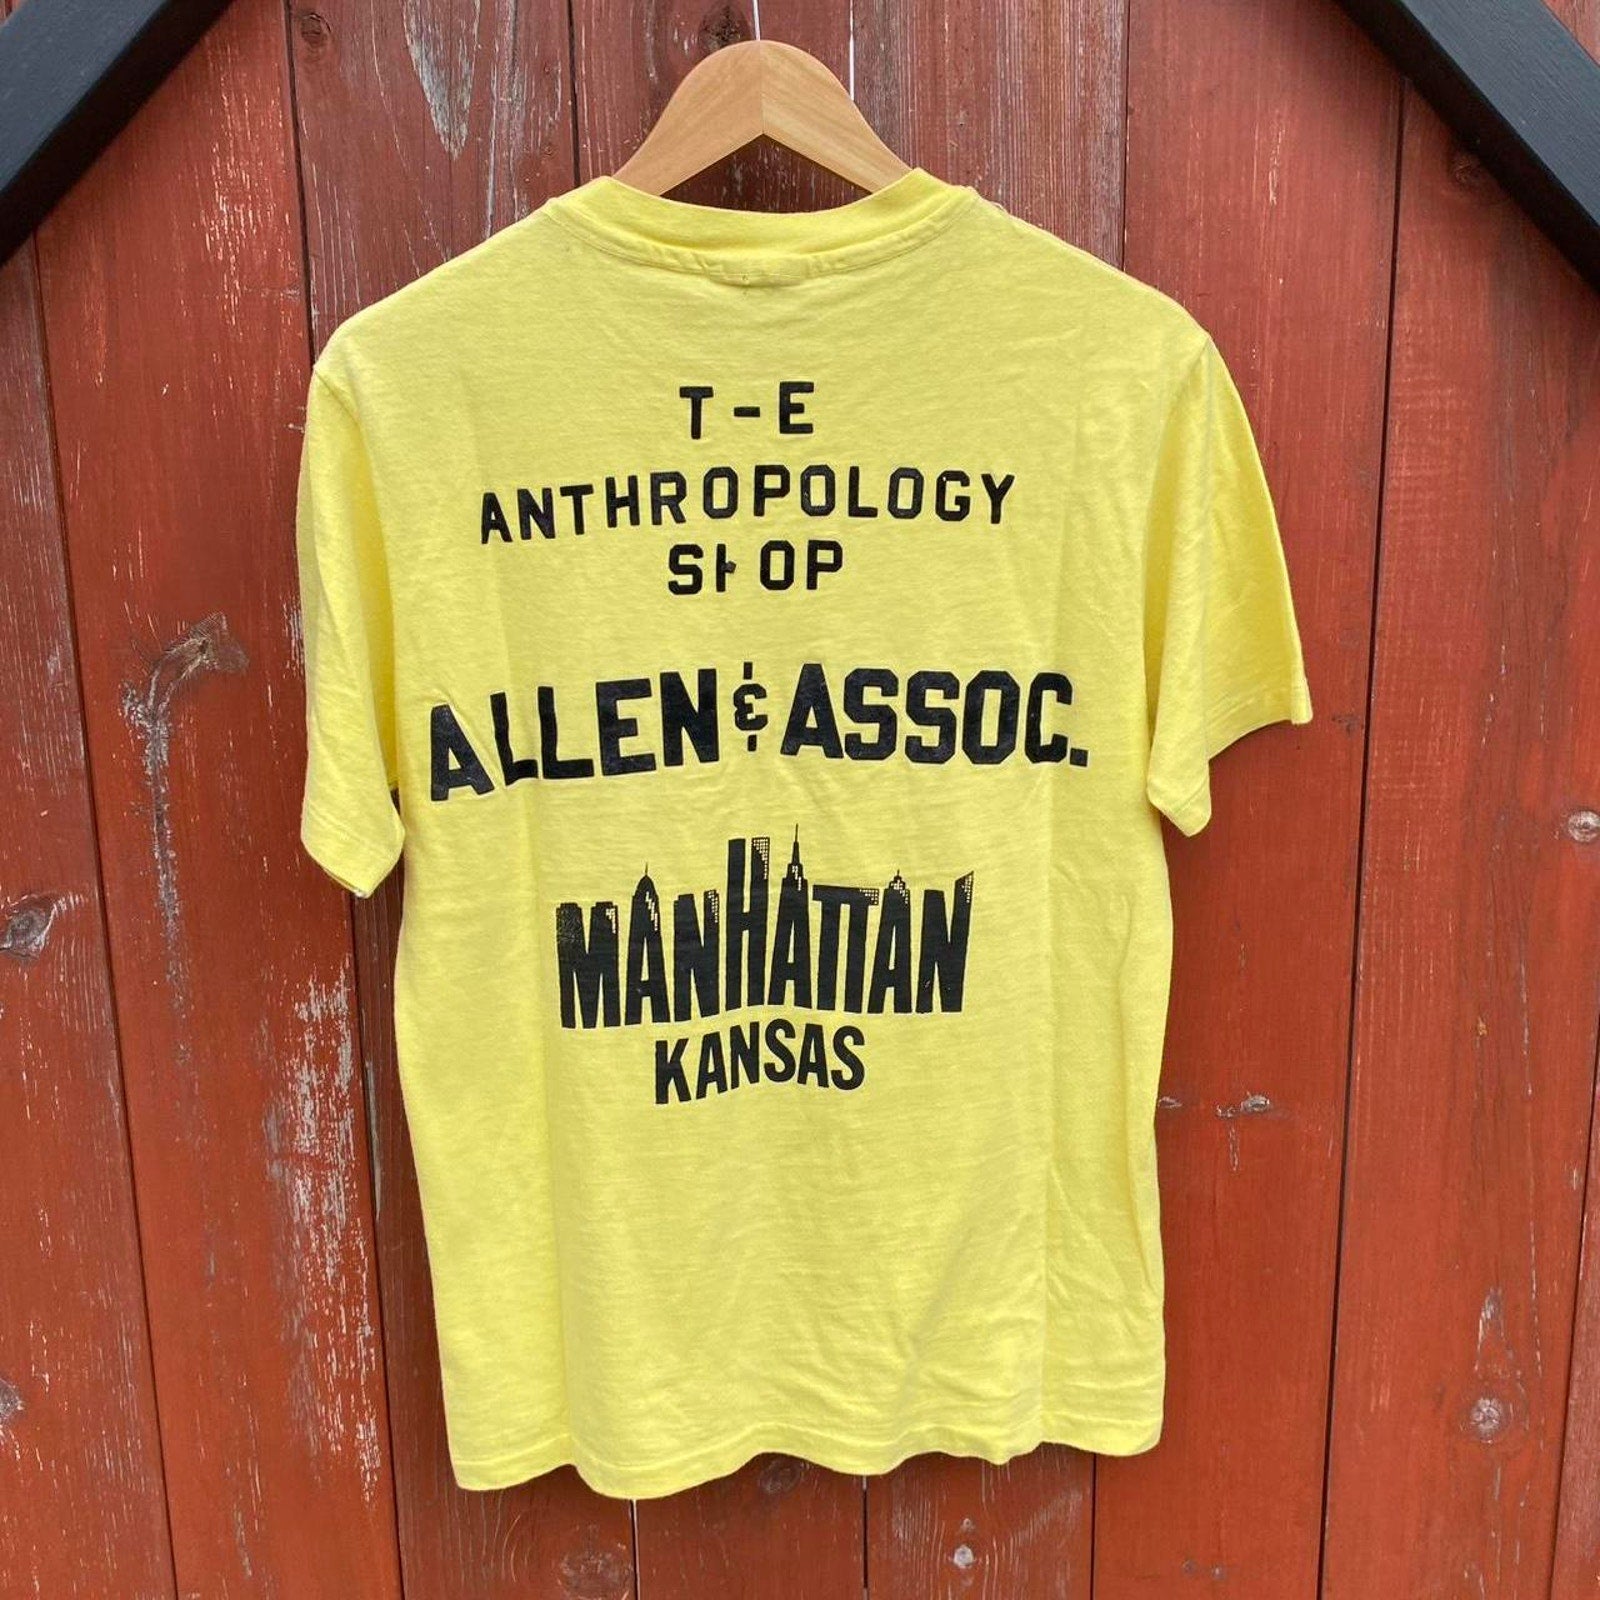 T-E
ANTHROPOLOGY
SHOP
ALLEN & ASSOC.
MANHATTAN
KANSAS